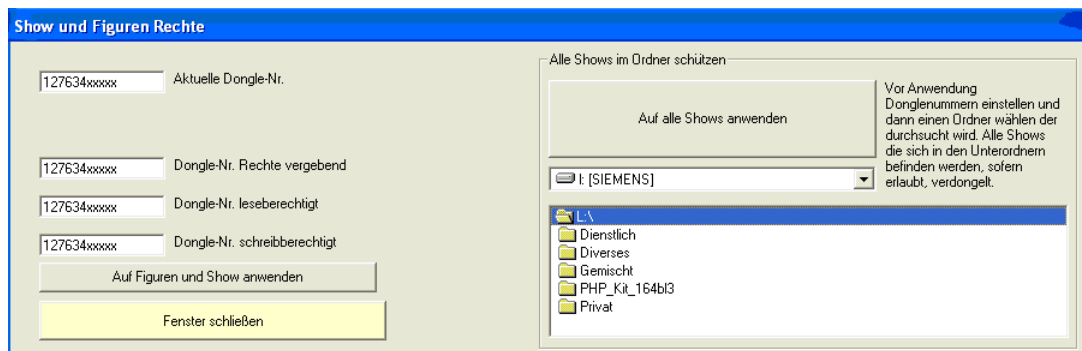 Show und Figuren Rechte
127634xxxxx Aktuelle Dongle-Nr.
127634xxxxx Dongle-Nr. Rechte vergebend
127634xxxxx Dongle-Nr. leseberechtigt
127634xxxxx Dongle-Nr. schreibberechtigt
Auf Figuren und Show anwenden
Fenster schließen
Alle Shows im Ordner schützen
Auf alle Shows anwenden
Vor Anwendung
Donglenummern einstellen und
dann einen Ordner wählen der
durchsucht wird. Alle Shows
die sich in den Unterordnern
befinden werden, sofern
erlaubt, verdongelt.
l: [SIEMENS]
L:\
Dienstlich
Diverses
Gemischt
PHP_Kit_164bl3
Privat